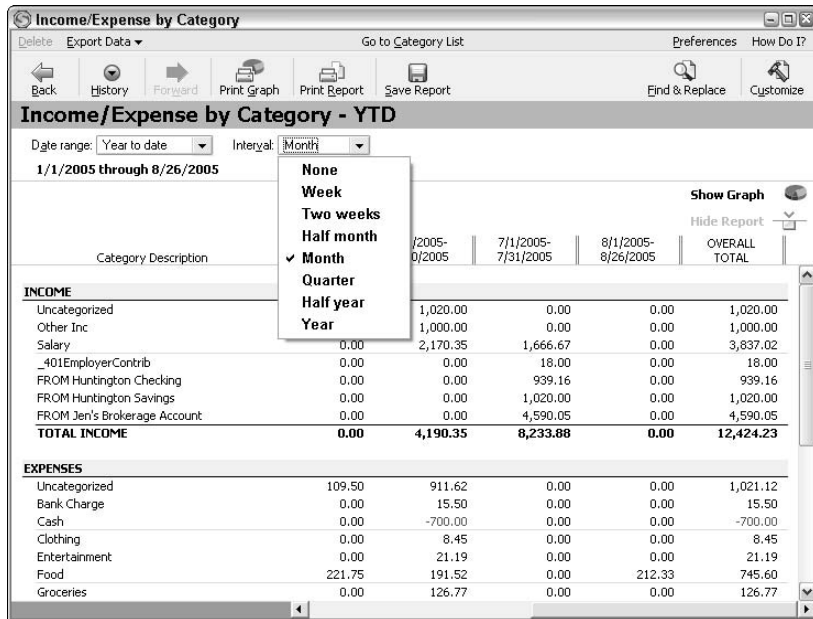 Income/Expense by Category
Delete Export Data Go to Category List Preferences How Do I?
Back History Forward Print Graph Print Report Save Report Find & Replace Customize
Income/Expense by Category - YTD
Date range: Year to date Interval: Month
1/1/2005 through 8/26/2005
None
Week
Two weeks
Half month
Month
Quarter
Half year
Year
Show Graph
Hide Report
Category Description /2005- 0/2005 7/1/2005- 7/31/2005 8/1/2005- 8/26/2005 OVERALL TOTAL
INCOME
Uncategorized 1,020.00 0.00 0.00 1,020.00
Other Inc 1,000.00 0.00 0.00 1,000.00
Salary 0.00 2,170.35 1,666.67 0.00 3,837.02
_401EmployerContrib 0.00 0.00 18.00 0.00 18.00
FROM Huntington Checking 0.00 0.00 939.16 0.00 939.16
FROM Huntington Savings 0.00 0.00 1,020.00 0.00 1,020.00
FROM Jen's Brokerage Account 0.00 0.00 4,590.05 0.00 4,590.05
TOTAL INCOME 0.00 4,190.35 8,233.88 0.00 12,424.23
EXPENSES
Uncategorized 109.50 911.62 0.00 0.00 1,021.12
Bank Charge 0.00 15.50 0.00 0.00 15.50
Cash 0.00 -700.00 0.00 0.00 -700.00
Clothing 0.00 8.45 0.00 0.00 8.45
Entertainment 0.00 21.19 0.00 0.00 21.19
Food 221.75 191.52 0.00 212.33 745.60
Groceries 0.00 126.77 0.00 0.00 126.77